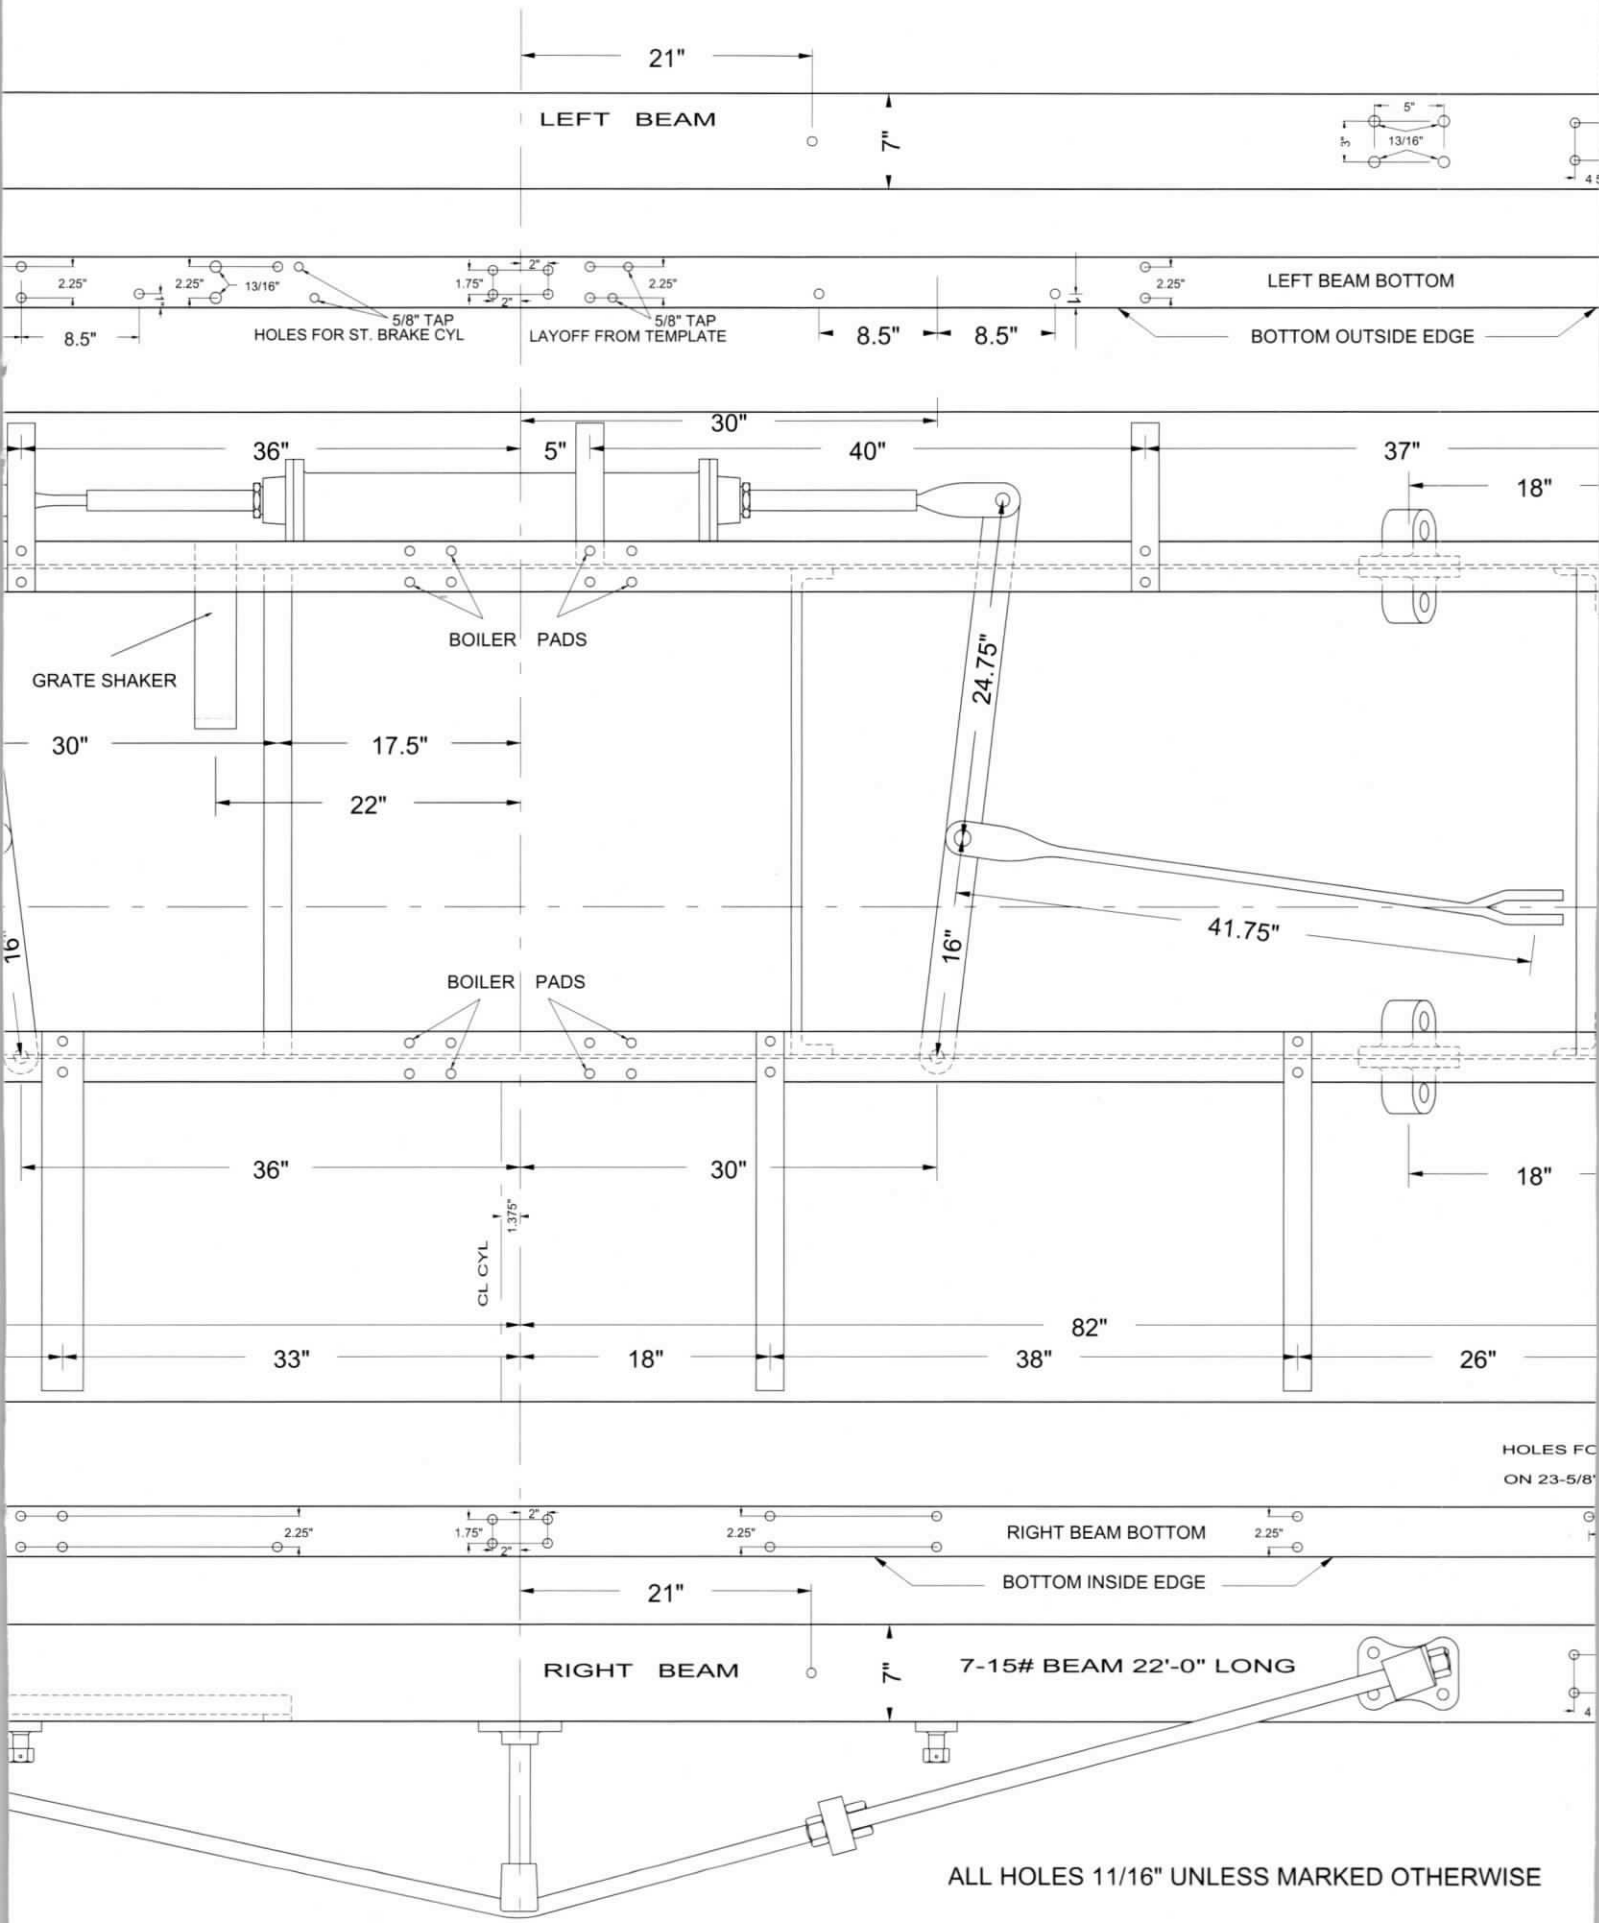 21"
LEFT BEAM
7"
5"
3"
13/16"
2.25"
2.25"
13/16"
1"
1.75"
2"
2"
2.25"
1"
2.25"
LEFT BEAM BOTTOM
8.5"
5/8" TAP
HOLES FOR ST. BRAKE CYL
5/8" TAP
LAYOFF FROM TEMPLATE
8.5"
8.5"
BOTTOM OUTSIDE EDGE
30"
36"
5"
40"
37"
18"
BOILER PADS
GRATE SHAKER
24.75"
30"
17.5"
22"
16"
16"
41.75"
BOILER PADS
36"
30"
18"
1.375"
CL CYL
82"
33"
18"
38"
26"
HOLES FO
ON 23-5/8"
2.25"
1.75"
2"
2"
2.25"
RIGHT BEAM BOTTOM
2.25"
BOTTOM INSIDE EDGE
21"
RIGHT BEAM
7"
7-15# BEAM 22'-0" LONG
4
ALL HOLES 11/16" UNLESS MARKED OTHERWISE